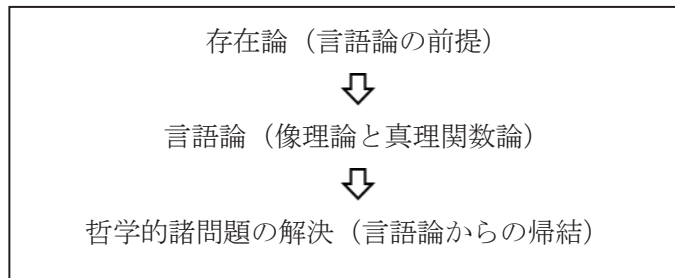 存在論（言語論の前提）
言語論（像理論と真理関数論）
哲学的諸問題の解決（言語論からの帰結）